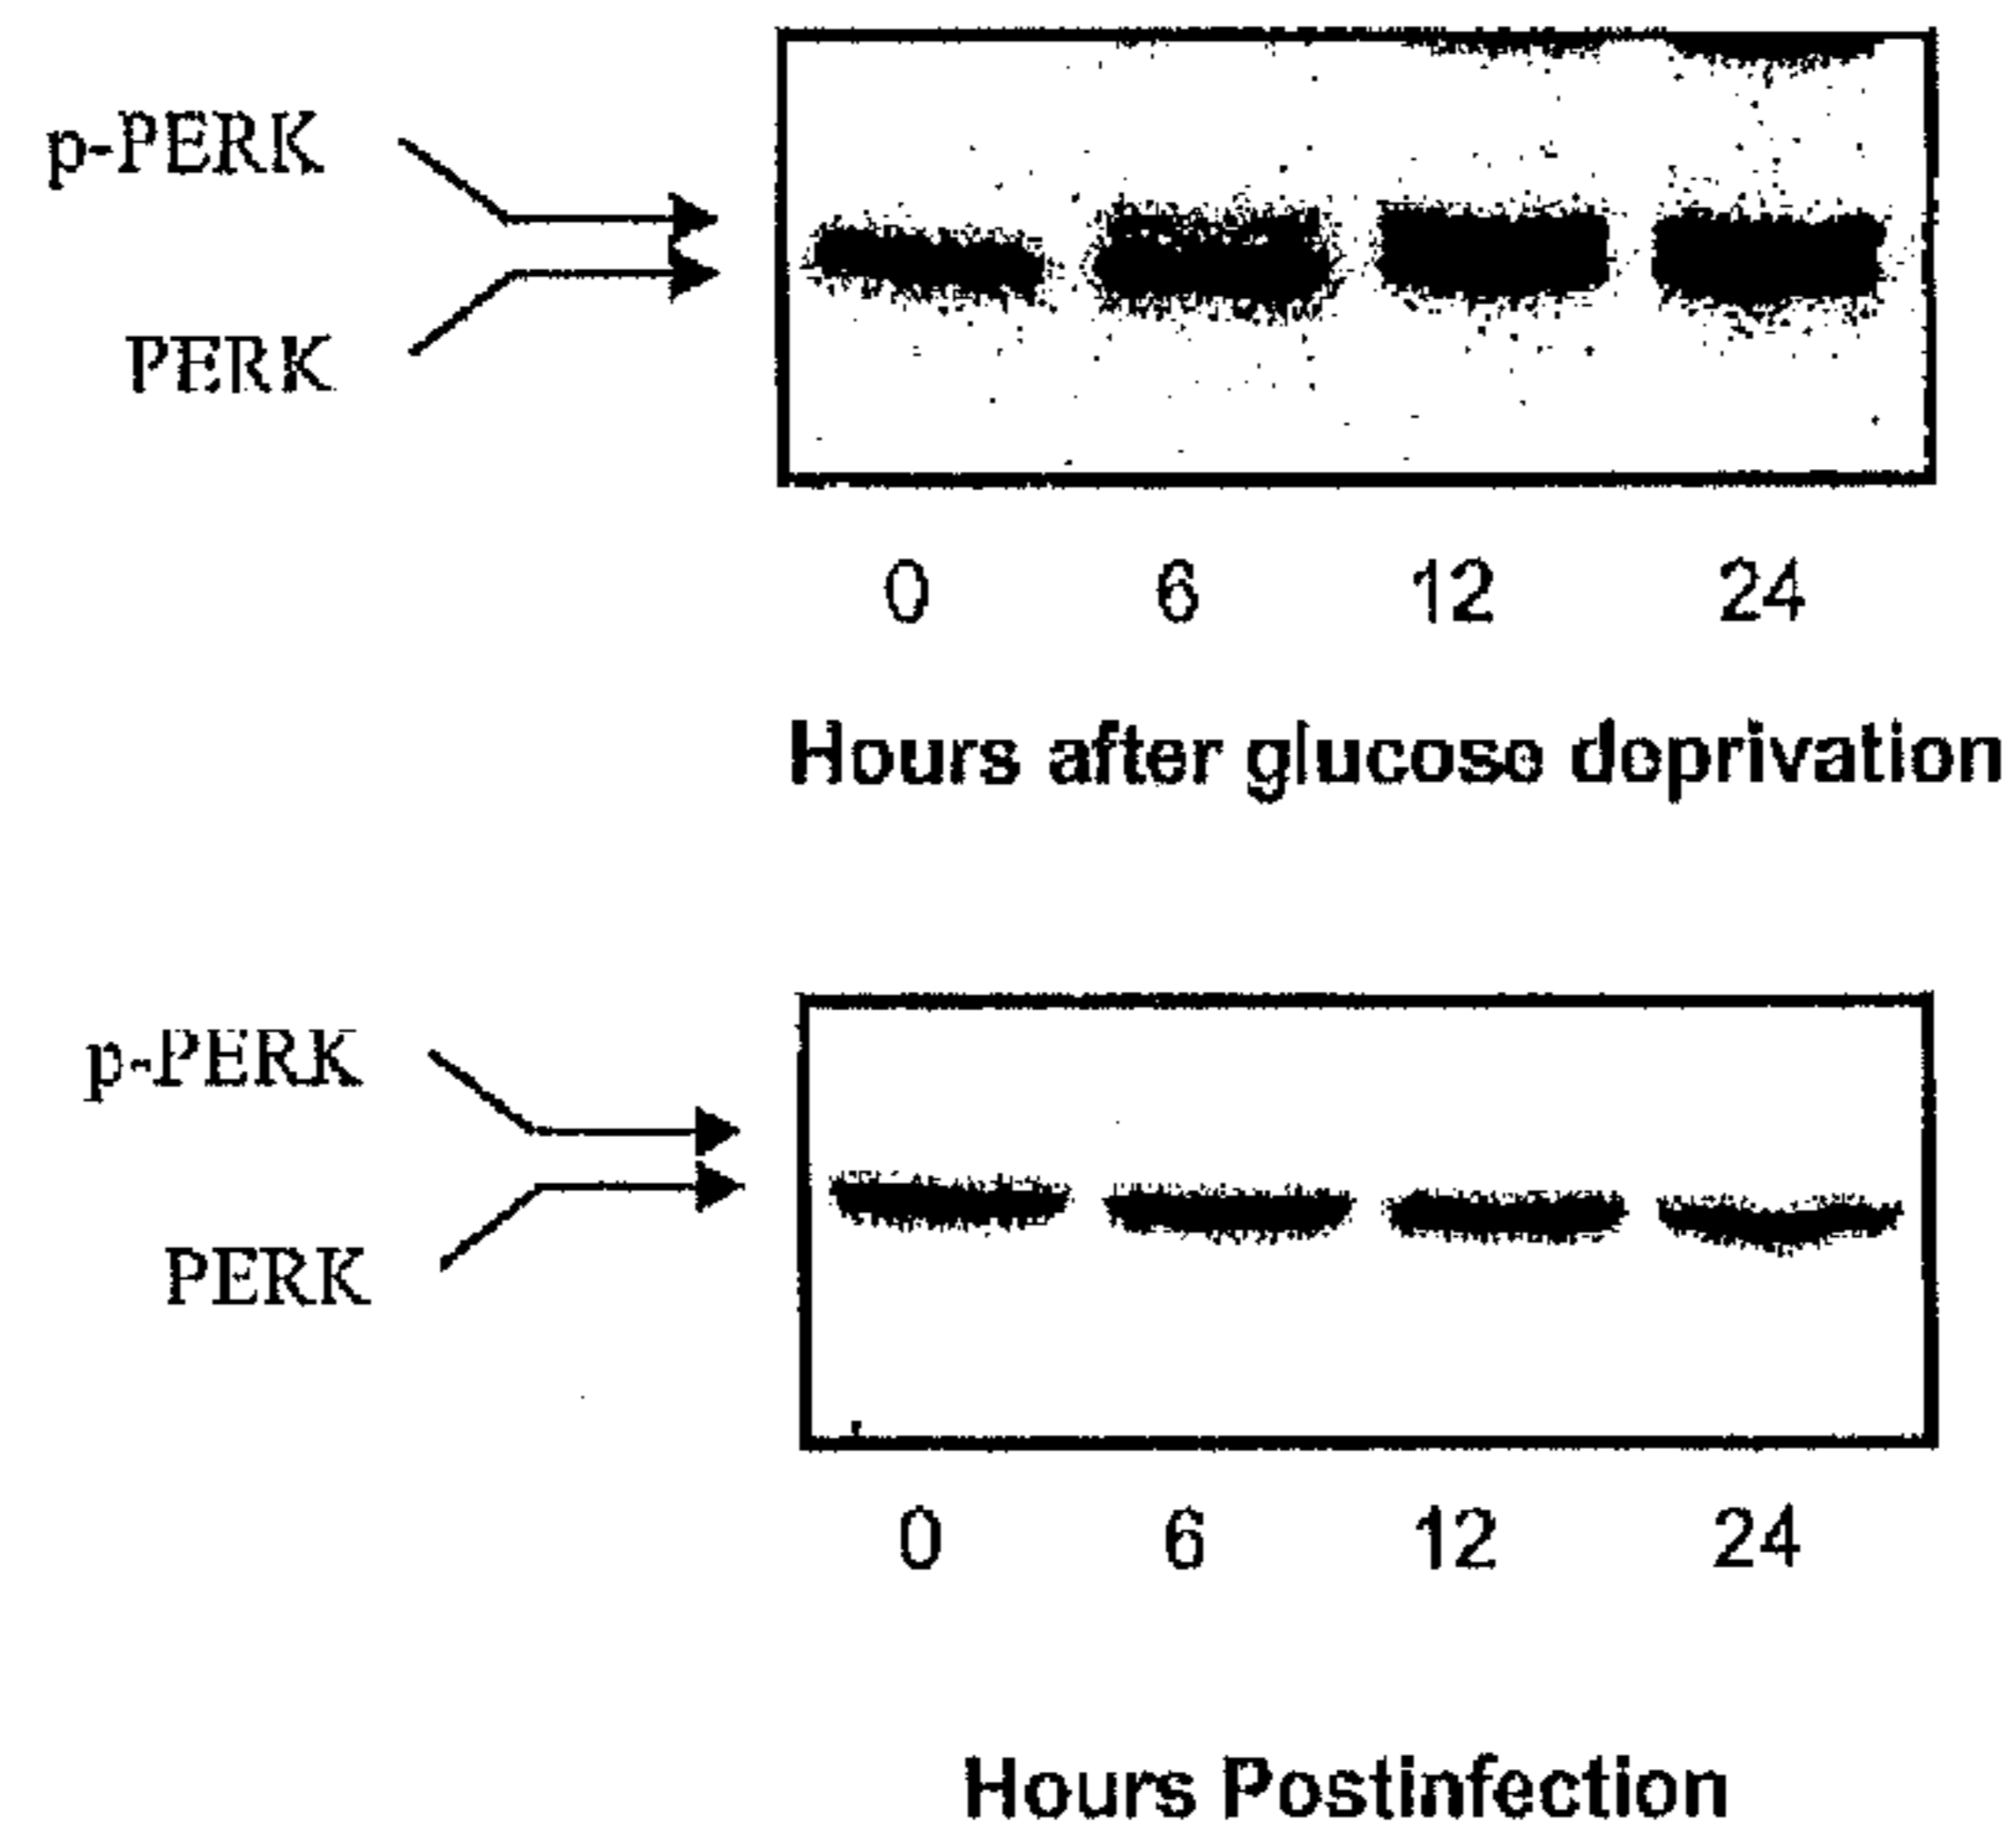 p-PERK
PERK
0 6 12 24
Hours after glucose deprivation
p-PERK
PERK
0 6 12 24
Hours Postinfection